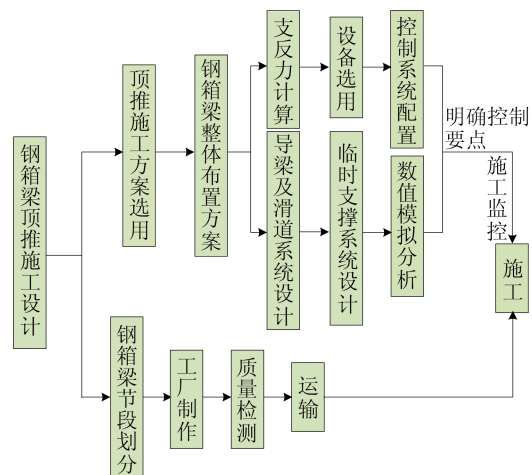 钢箱梁顶推施工设计
顶推施工方案选用
钢箱梁整体布置方案
支反力计算
设备选用
控制系统配置
导梁及滑道系统设计
临时支撑系统设计
数值模拟分析
明确控制
要点
施工监控
施工
钢箱梁节段划分
工厂制作
质量检测
运输